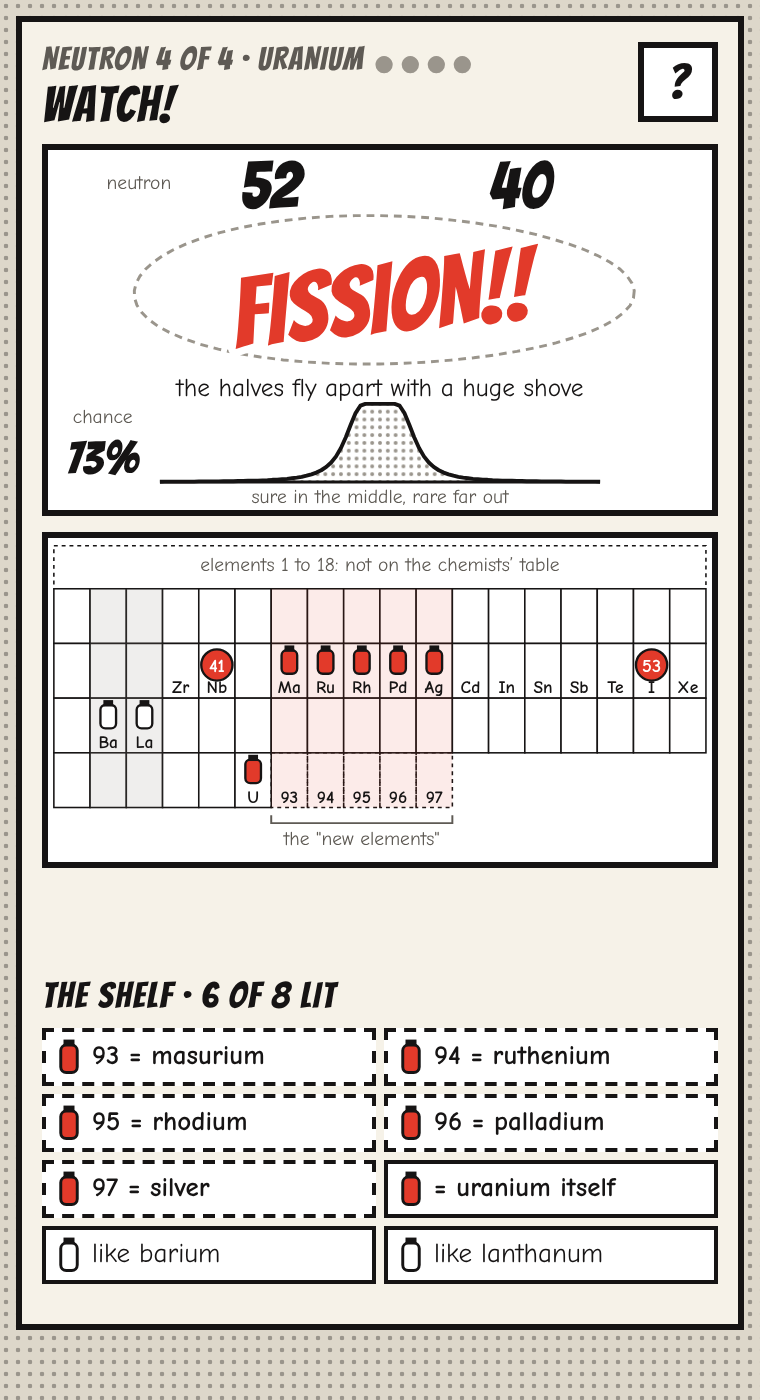 NEUTRON 4 OF 4 · URANIUM
WATCH!
?
neutron
52
40
FISSION!!
the halves fly apart with a huge shove
chance
73%
sure in the middle, rare far out
elements 1 to 18: not on the chemists' table
41
53
Zr Nb Ma Ru Rh Pd Ag Cd In Sn Sb Te I Xe
Ba La
U 93 94 95 96 97
the "new elements"
THE SHELF · 6 OF 8 LIT
93 = masurium
94 = ruthenium
95 = rhodium
96 = palladium
97 = silver
= uranium itself
like barium
like lanthanum